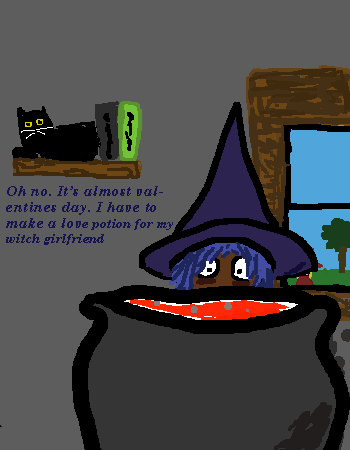 Oh no. It's almost val-
entines day. I have to
make a love potion for my
witch girlfriend